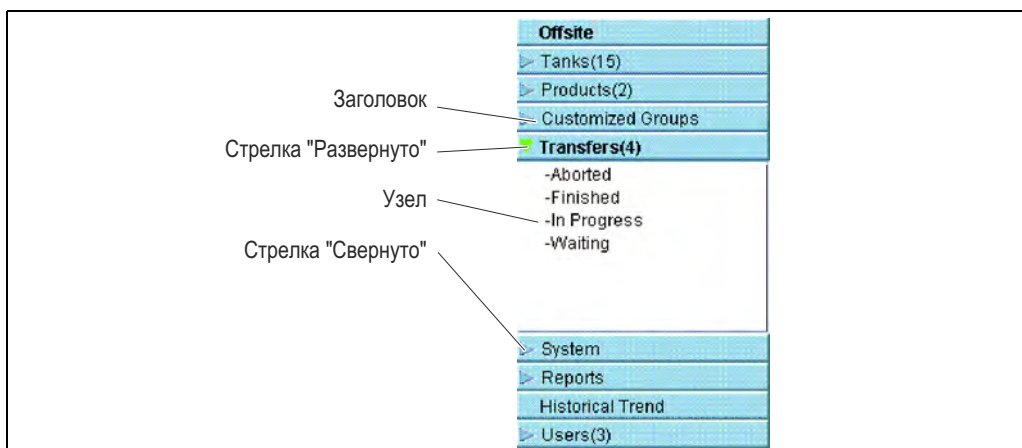 Offsite
Tanks(15)
Products(2)
Заголовок
Customized Groups
Стрелка "Развернуто"
Transfers(4)
-Aborted
-Finished
Узел
-In Progress
-Waiting
Стрелка "Свернуто"
System
Reports
Historical Trend
Users(3)